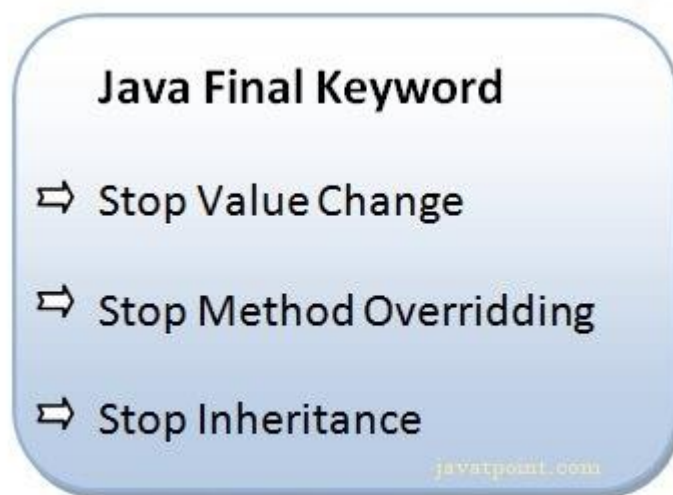 Java Final Keyword
Stop Value Change
Stop Method Overridding
Stop Inheritance
javatpoint.com